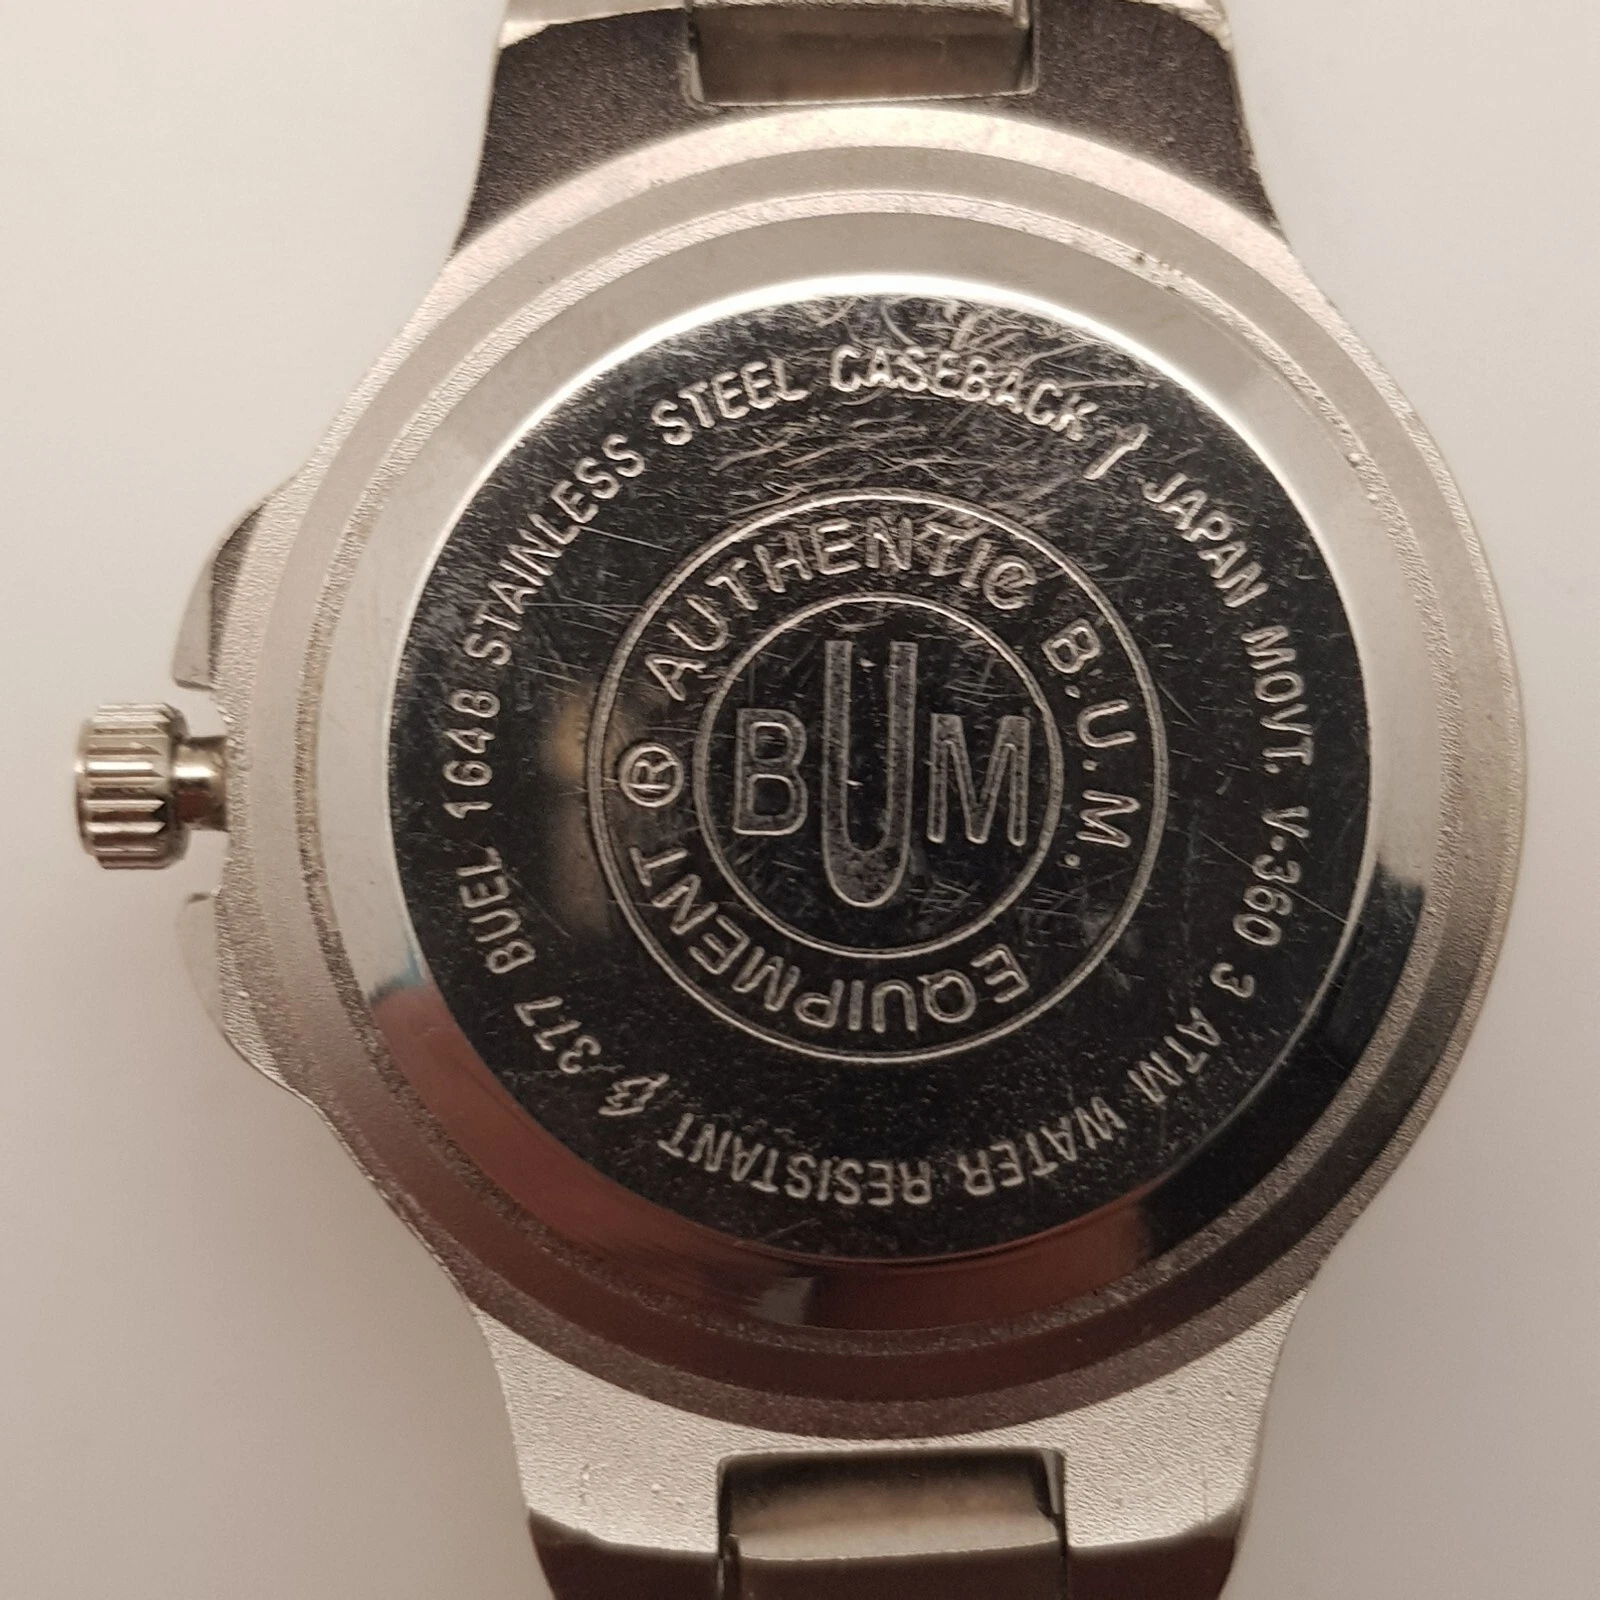 BUEL 1648 STAINLESS STEEL CASEBACK
JAPAN MOVT. V-360 3 ATM WATER RESISTANT
317
AUTHENTIC B.U.M. EQUIPMENT ®
BUM